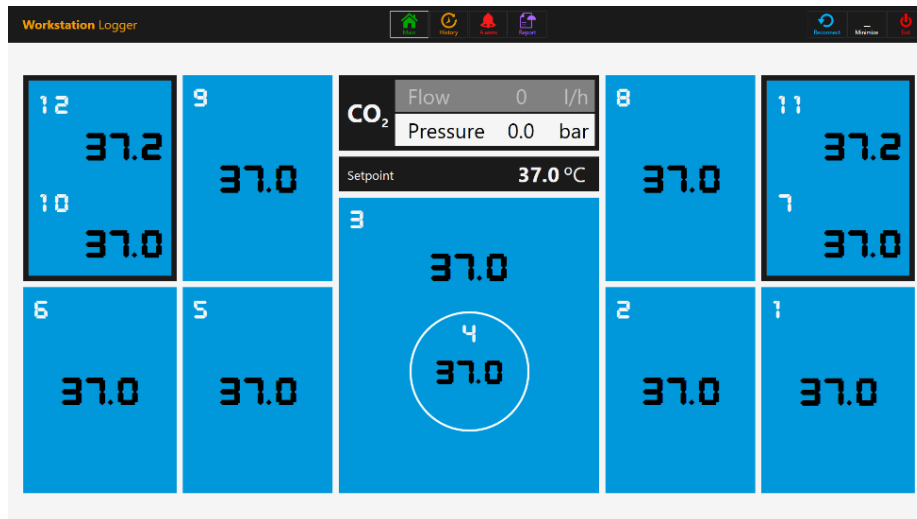 Workstation Logger
Main
History
Alarms
Report
Reconnect
Minimize
Exit
12
37.2
10
37.0
9
37.0
CO2
Flow 0 l/h
Pressure 0.0 bar
Setpoint 37.0 °C
3
37.0
4
37.0
8
37.0
11
37.2
7
37.0
6
37.0
5
37.0
2
37.0
1
37.0